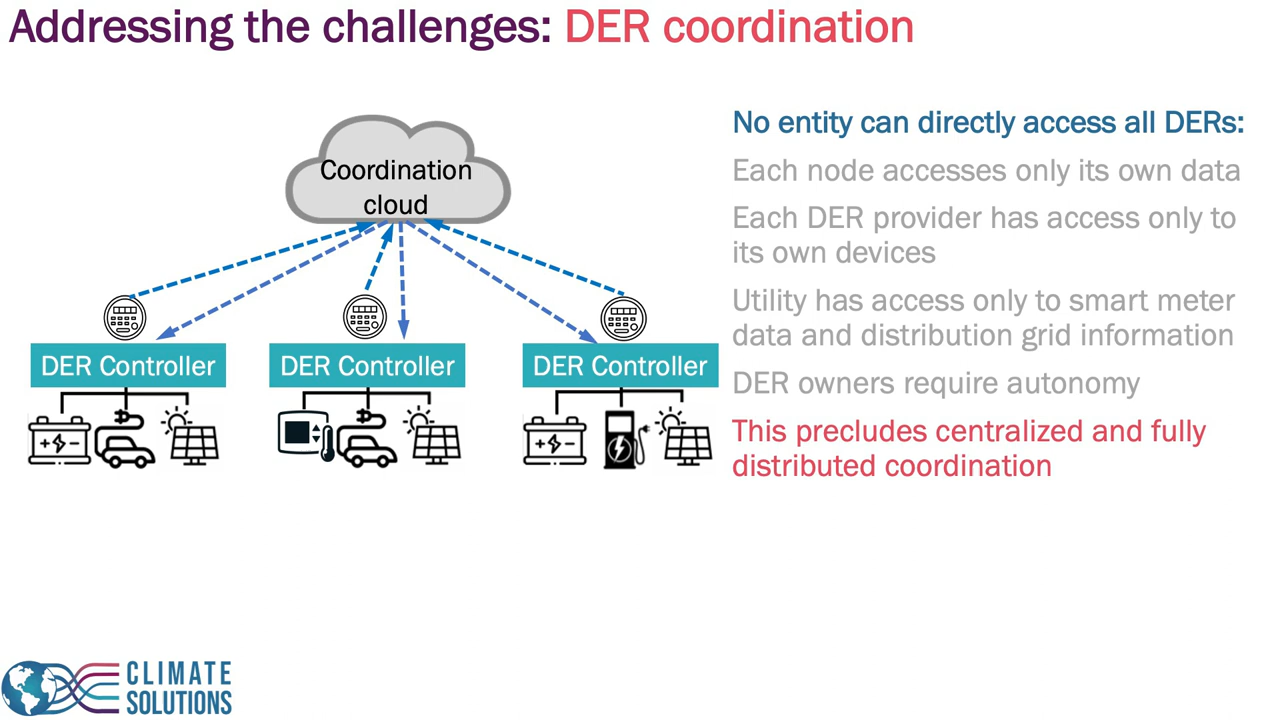 Addressing the challenges: DER coordination
Coordination
cloud
DER Controller
DER Controller
DER Controller
No entity can directly access all DERs:
Each node accesses only its own data
Each DER provider has access only to
its own devices
Utility has access only to smart meter
data and distribution grid information
DER owners require autonomy
This precludes centralized and fully
distributed coordination
CLIMATE
SOLUTIONS